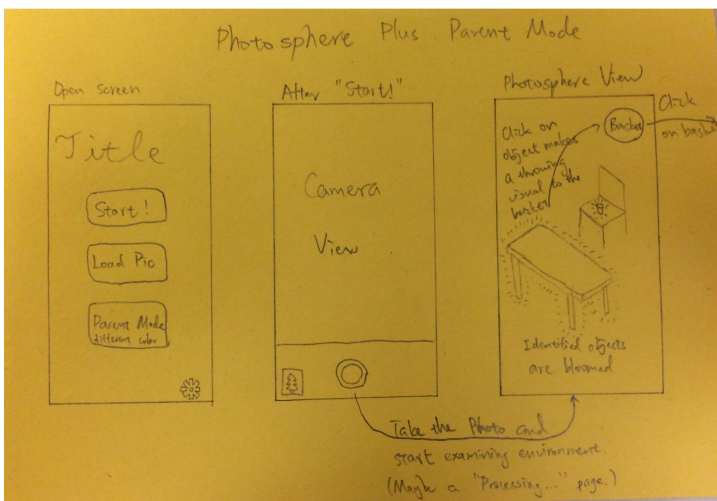 Photosphere Plus Parent Mode
Open Screen
Title
Start!
Load Pic
Parent Mode
different color
After "Start!"
Camera
View
Take the Photo and
start examining environment.
(Maybe a "Processing..." page.)
Photosphere View
Click on
object makes
a throwing
visual to the
basket
Basket
Click
on basket
Identified objects
are bloomed